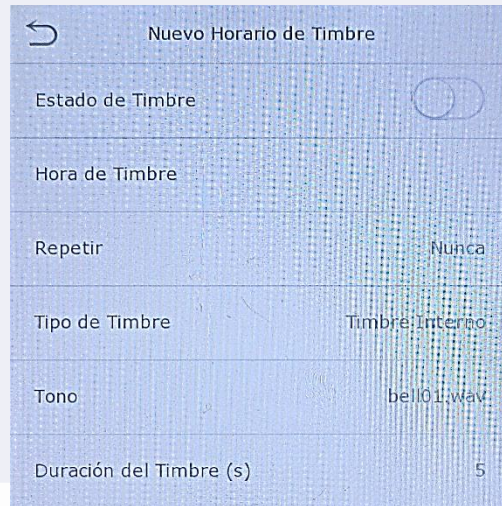 Nuevo Horario de Timbre
Estado de Timbre
Hora de Timbre
Repetir Nunca
Tipo de Timbre Timbre Interno
Tono bell01.wav
Duración del Timbre (s) 5